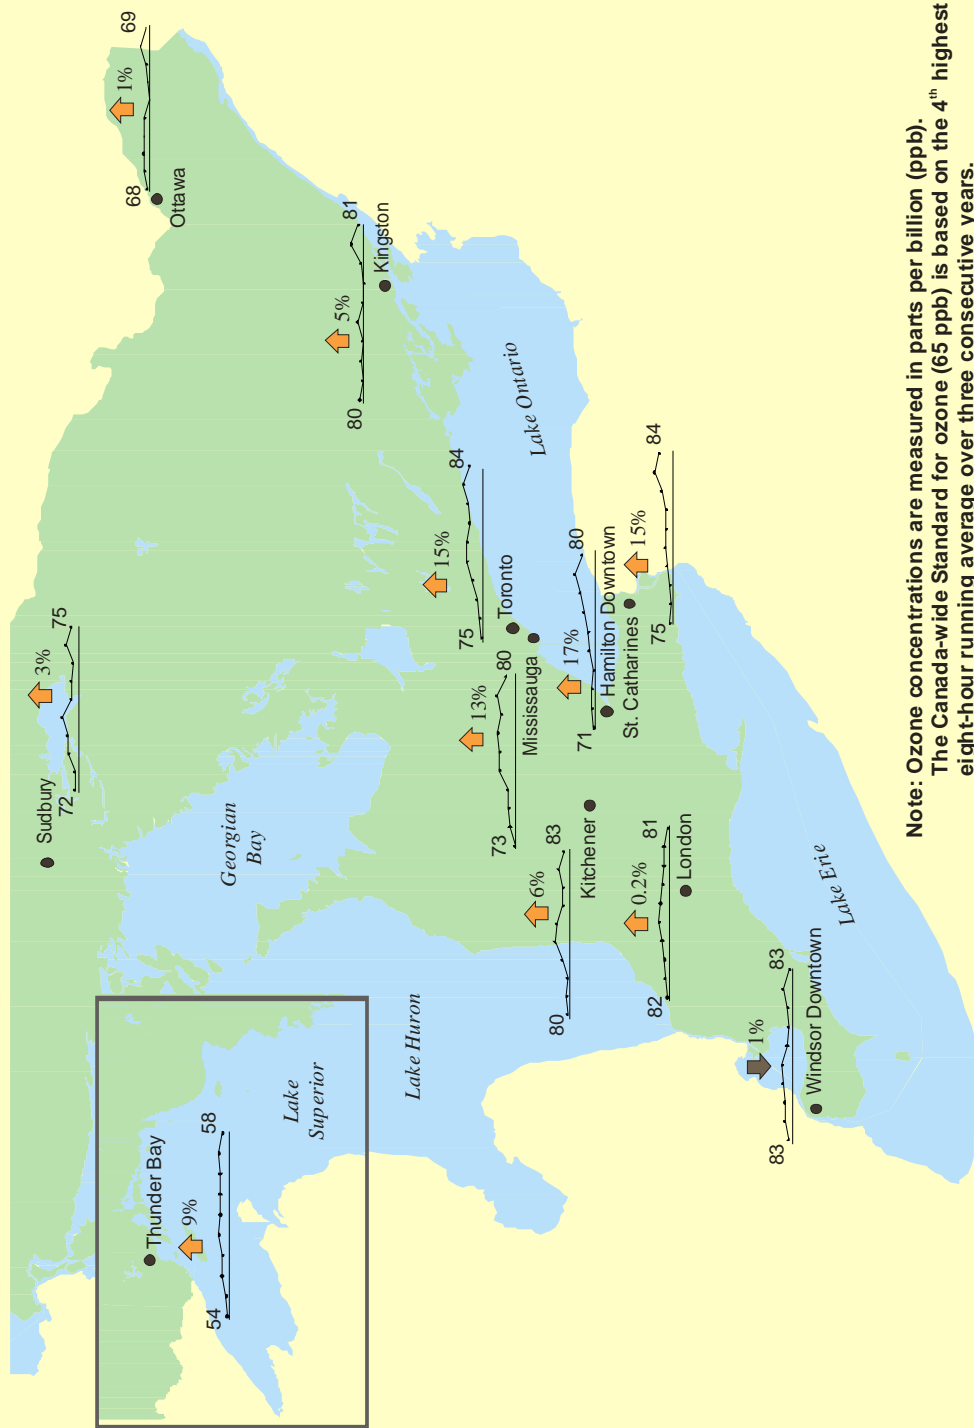 Sudbury
72
3%
75
68
1%
69
Ottawa
80
5%
81
Kingston
Thunder Bay
9%
54
58
Lake
Superior
Georgian
Bay
Lake Huron
75
15%
84
Toronto
Lake Ontario
73
13%
80
Mississauga
71
17%
80
Hamilton Downtown
St. Catharines
75
15%
84
80
6%
83
Kitchener
82
0.2%
81
London
83
1%
83
Windsor Downtown
Lake Erie
Note: Ozone concentrations are measured in parts per billion (ppb).
The Canada-wide Standard for ozone (65 ppb) is based on the 4th highest
eight-hour running average over three consecutive years.